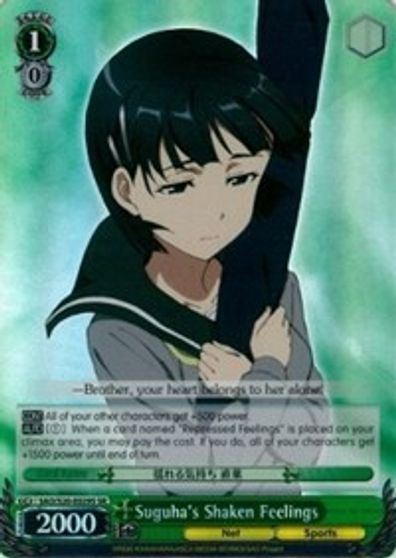 1
0
—Brother, your heart belongs to her alone.
CONT All of your other characters get +500 power.
AUTO [(1)] When a card named "Repressed Feelings" is placed on
your climax area, you may pay the cost. If you do, all of your characters get
+1500 power until end of turn.
揺れる気持ち 直葉
2000
Suguha's Shaken Feelings
Net
Sports